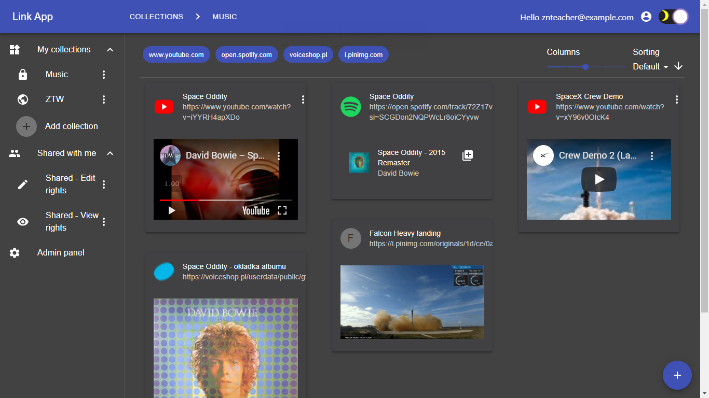 Link App
COLLECTIONS
MUSIC
Hello znteacher@example.com
My collections
Music
ZTW
Add collection
Shared with me
Shared - Edit
rights
Shared - View
rights
Admin panel
www.youtube.com
open.spotify.com
voiceshop.pl
i.pinimg.com
Columns
Sorting
Default
Space Oddity
https://www.youtube.com/watch?
v=iYYRH4apXDo
David Bowie – Sp...
1.00
YouTube
Space Oddity
https://open.spotify.com/track/72Z17v
si=SCGDon2NQPWcLr8oiCYyvw
Space Oddity - 2015
Remaster
David Bowie
SpaceX Crew Demo
https://www.youtube.com/watch?
v=xY96v0OIcK4
Crew Demo 2 (La...
F
Falcon Heavy landing
https://i.pinimg.com/originals/1d/ce/0a
Space Oddity - okładka albumu
https://voiceshop.pl/userdata/public/g
DAVID BOWIE